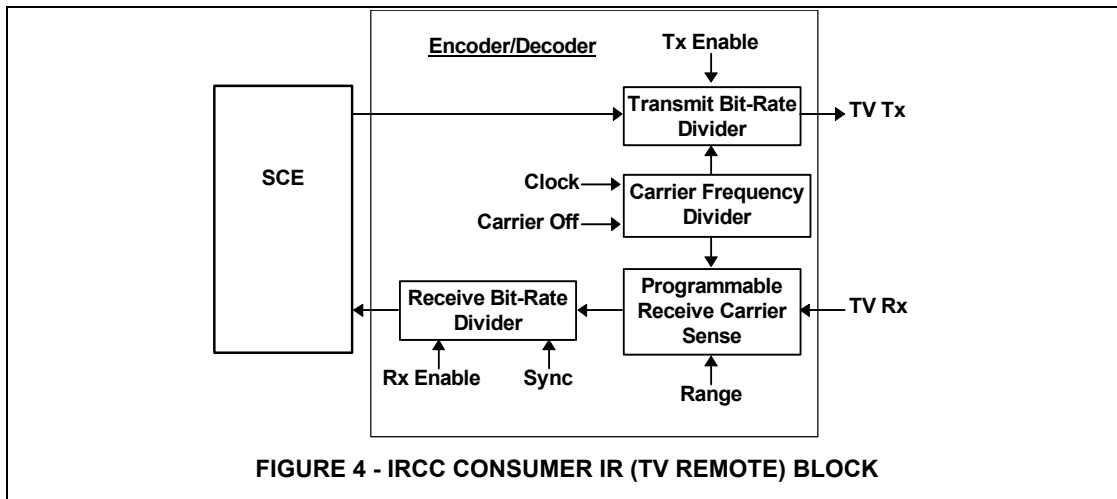 Encoder/Decoder
Tx Enable
Transmit Bit-Rate
Divider
TV Tx
SCE
Clock
Carrier Off
Carrier Frequency
Divider
Receive Bit-Rate
Divider
Programmable
Receive Carrier
Sense
TV Rx
Rx Enable
Sync
Range
FIGURE 4 - IRCC CONSUMER IR (TV REMOTE) BLOCK